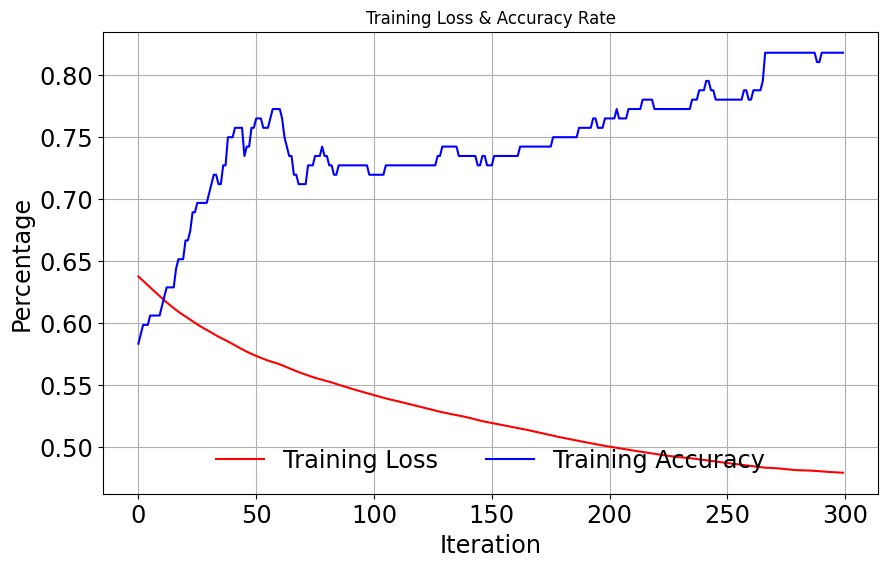 Training Loss & Accuracy Rate
0.80
0.75
0.70
0.65
0.60
0.55
0.50
Percentage
Training Loss Training Accuracy
0 50 100 150 200 250 300
Iteration